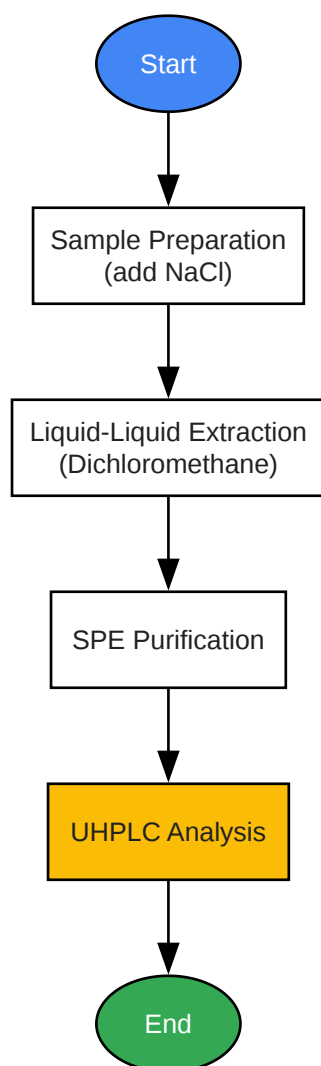 Start
Sample Preparation
(add NaCl)
Liquid-Liquid Extraction
(Dichloromethane)
SPE Purification
UHPLC Analysis
End